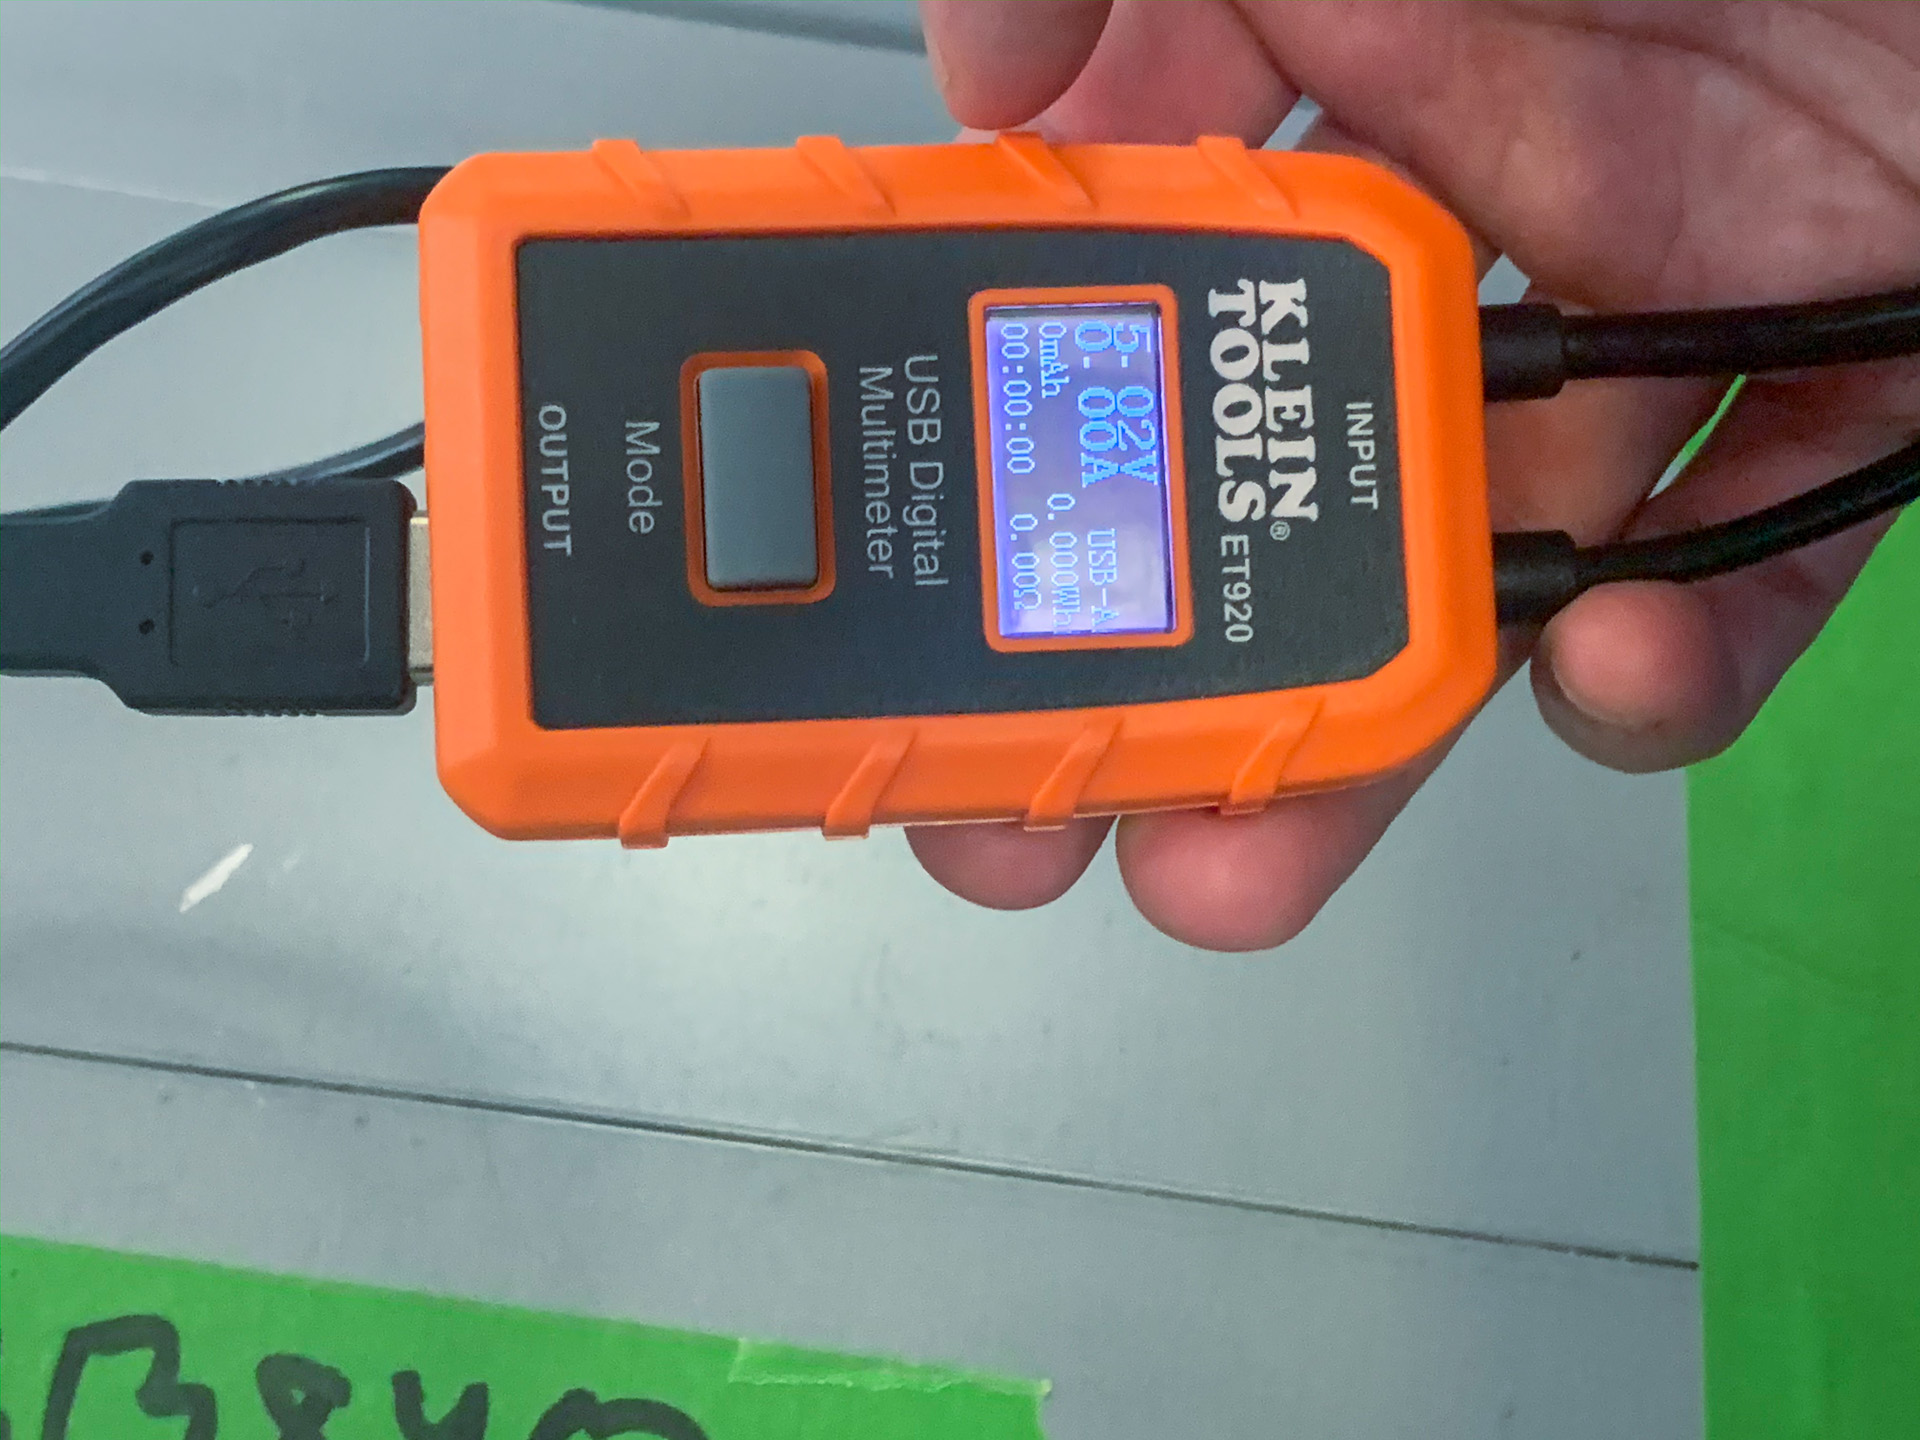 INPUT
KLEIN
TOOLS® ET920
5.02V USB-A
0.00A
0mAh 0.000Wh
00:00:00 0.00Ω
USB Digital
Multimeter
Mode
OUTPUT